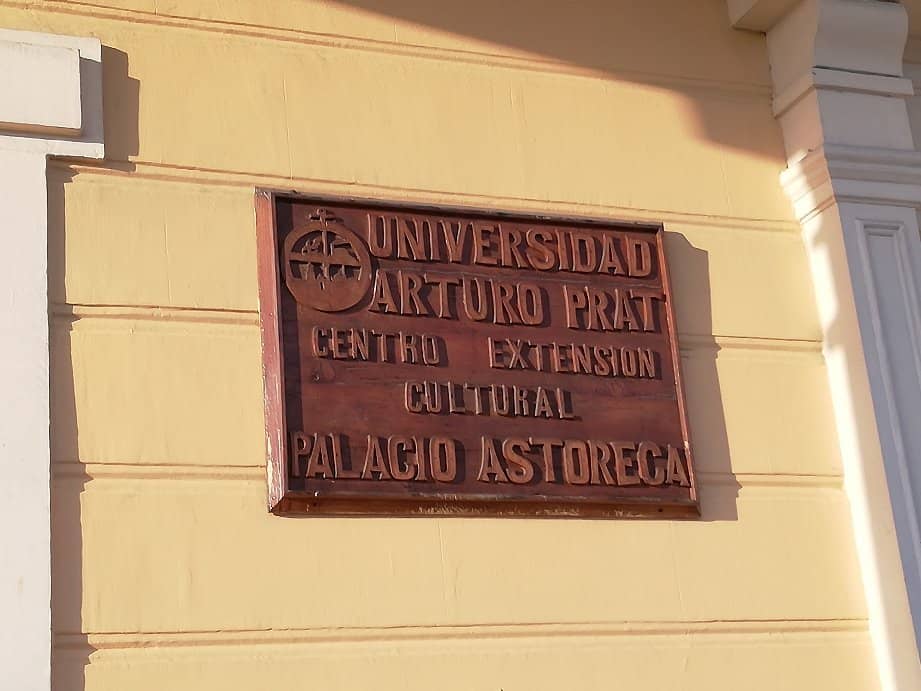 UNIVERSIDAD
ARTURO PRAT
CENTRO EXTENSION
CULTURAL
PALACIO ASTORECA